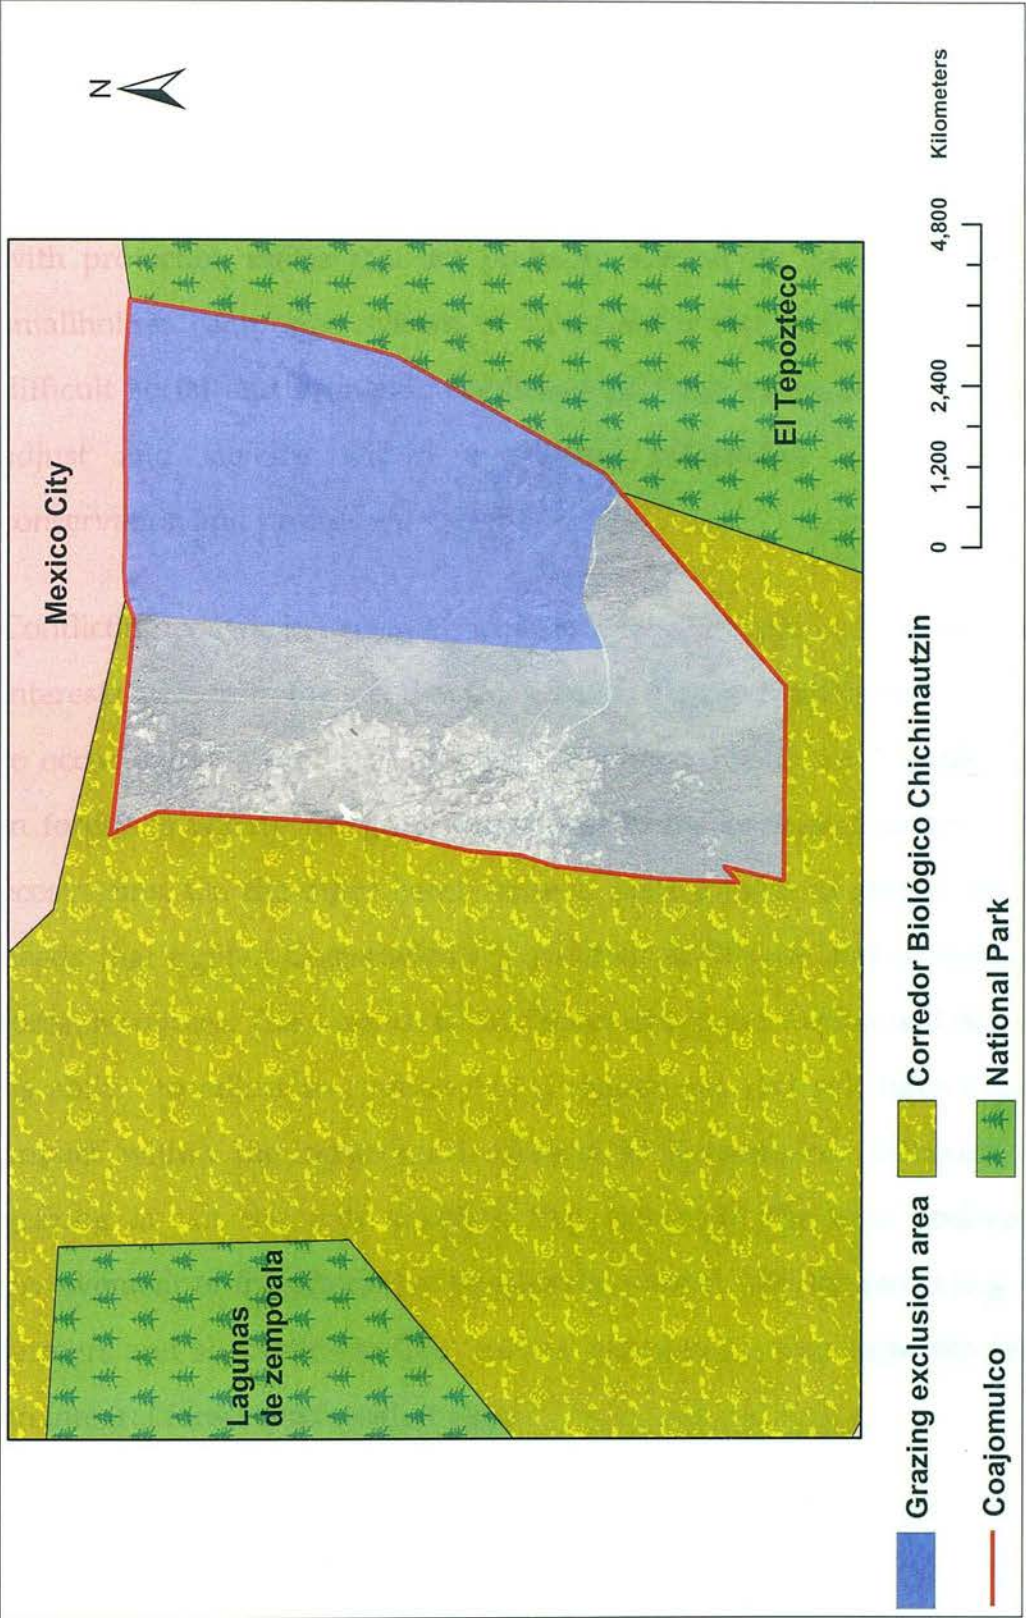 N
Mexico City
Lagunas
de zempoala
El Tepozteco
Grazing exclusion area
Corredor Biológico Chichinautzin
0 1,200 2,400 4,800
Kilometers
Coajomulco
National Park